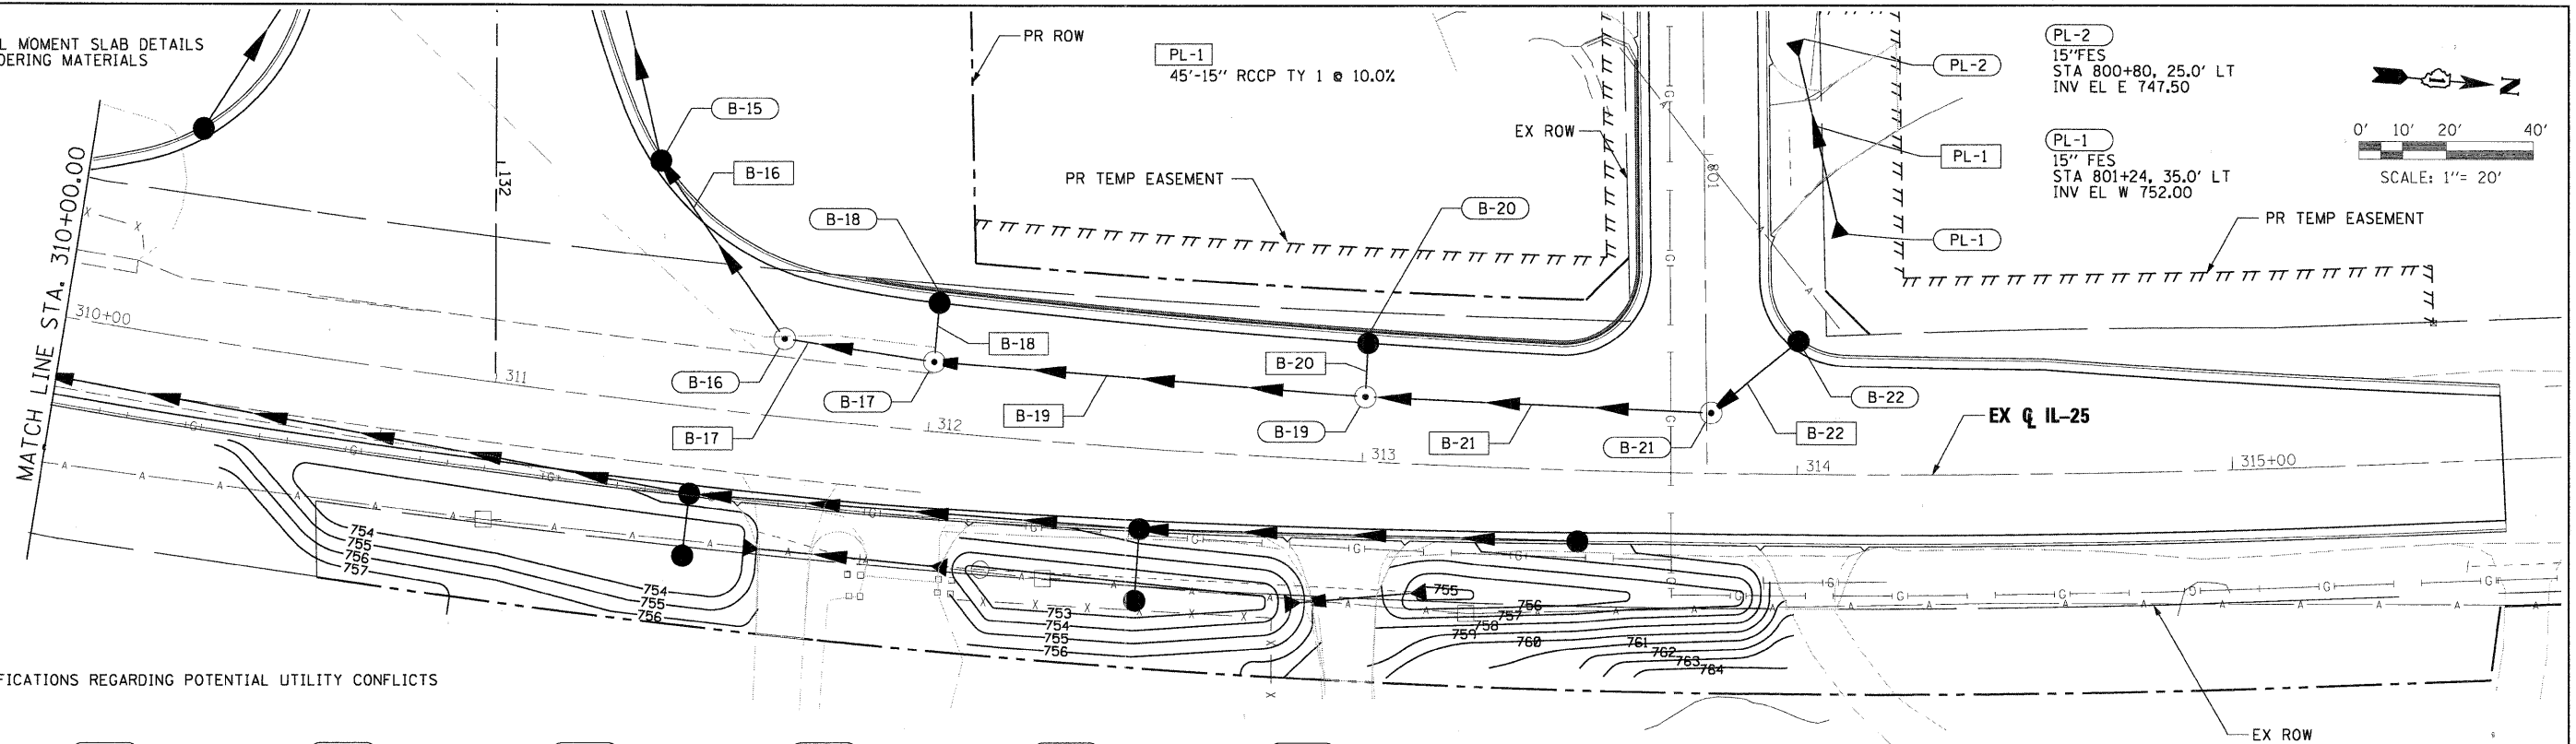 L MOMENT SLAB DETAILS
DERING MATERIALS
MATCH LINE STA. 310+00.00
310+00
132
311
B-15
B-16
B-18
B-16
B-17
B-17
B-18
B-19
PR ROW
PL-1
45'-15" RCCP TY 1 @ 10.0%
PR TEMP EASEMENT
EX ROW
B-20
B-20
B-19
B-21
B-21
B-22
B-22
801
PL-2
PL-1
PL-1
PL-2
15"FES
STA 800+80, 25.0' LT
INV EL E 747.50
PL-1
15" FES
STA 801+24, 35.0' LT
INV EL W 752.00
N
0' 10' 20' 40'
SCALE: 1"= 20'
PR TEMP EASEMENT
EX ℄ IL-25
312
313
314
315+00
754
755
756
757
754
755
756
753
754
755
756
755
756
757
758
759
760
761
762
763
764
EX ROW
FICATIONS REGARDING POTENTIAL UTILITY CONFLICTS